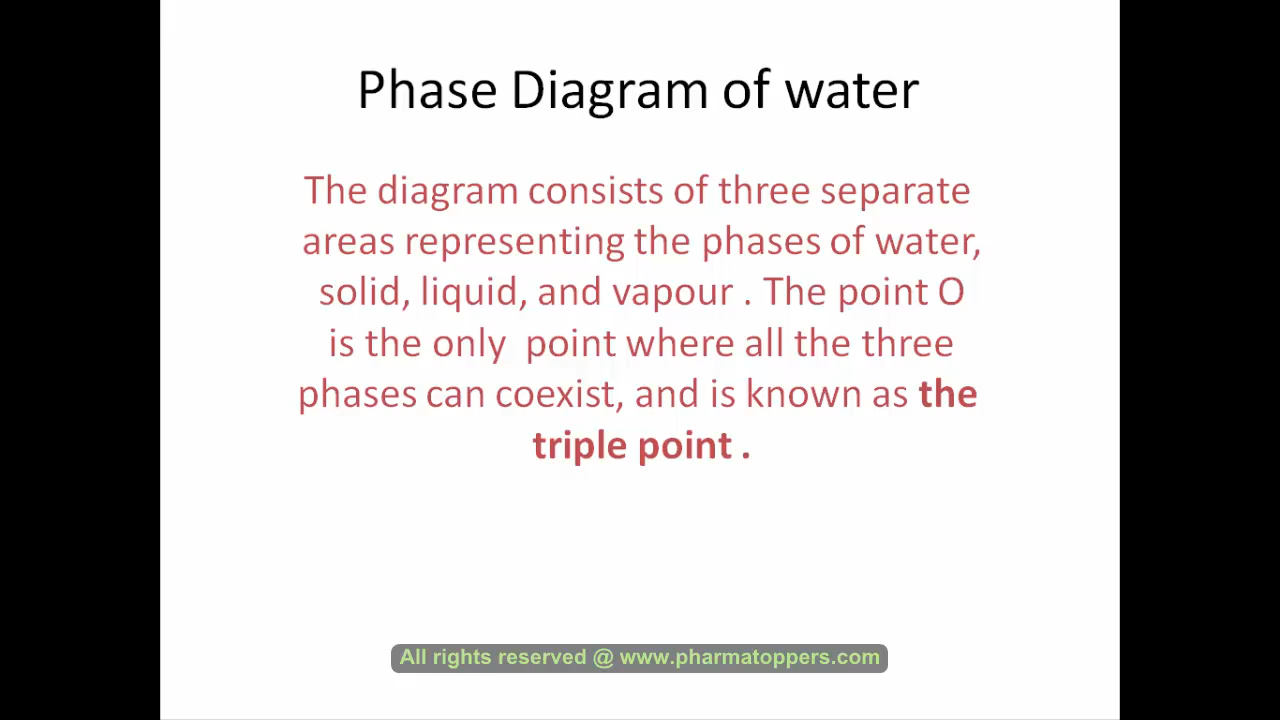 Phase Diagram of water
The diagram consists of three separate
areas representing the phases of water,
solid, liquid, and vapour . The point O
is the only  point where all the three
phases can coexist, and is known as the
triple point .
All rights reserved @ www.pharmatoppers.com